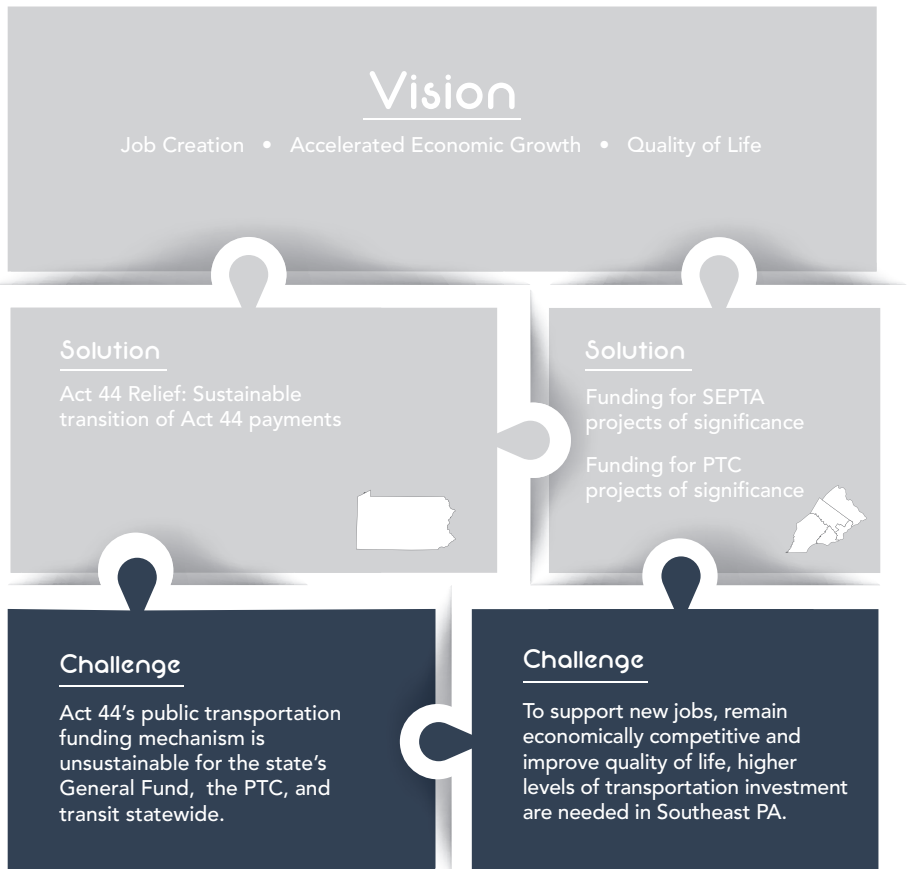 Vision
Job Creation • Accelerated Economic Growth • Quality of Life
Solution
Act 44 Relief: Sustainable
transition of Act 44 payments
Solution
Funding for SEPTA
projects of significance
Funding for PTC
projects of significance
Challenge
Act 44’s public transportation
funding mechanism is
unsustainable for the state’s
General Fund,  the PTC, and
transit statewide.
Challenge
To support new jobs, remain
economically competitive and
improve quality of life, higher
levels of transportation investment
are needed in Southeast PA.